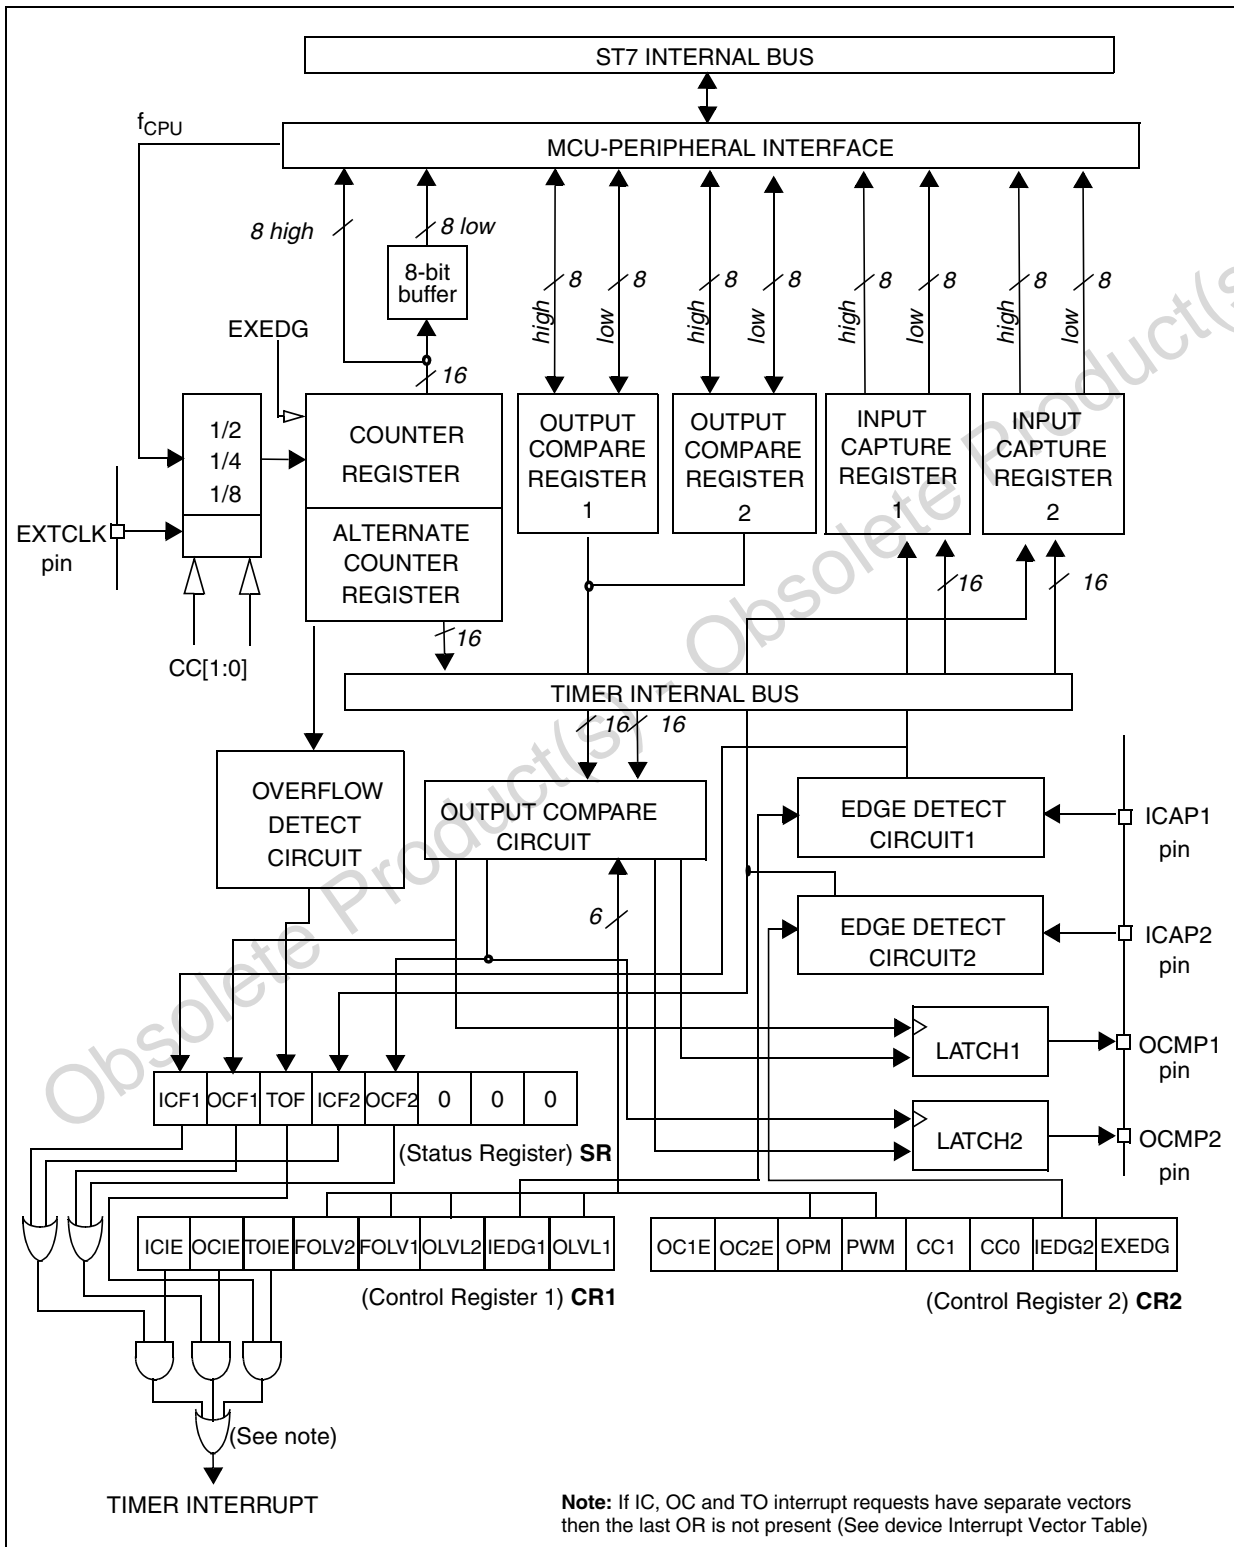 ST7 INTERNAL BUS
fCPU
MCU-PERIPHERAL INTERFACE
8 high
8 low
8-bit
buffer
high
8
low
8
high
8
low
8
high
8
low
8
high
8
low
8
EXEDG
16
1/2
1/4
1/8
COUNTER
REGISTER
ALTERNATE
COUNTER
REGISTER
OUTPUT
COMPARE
REGISTER
1
OUTPUT
COMPARE
REGISTER
2
INPUT
CAPTURE
REGISTER
1
INPUT
CAPTURE
REGISTER
2
EXTCLK
pin
16
16
16
CC[1:0]
TIMER INTERNAL BUS
16
16
OVERFLOW
DETECT
CIRCUIT
OUTPUT COMPARE
CIRCUIT
EDGE DETECT
CIRCUIT1
ICAP1
pin
6
EDGE DETECT
CIRCUIT2
ICAP2
pin
LATCH1
OCMP1
pin
ICF1 OCF1 TOF ICF2 OCF2 0 0 0
LATCH2
OCMP2
pin
(Status Register) SR
ICIE OCIE TOIE FOLV2 FOLV1 OLVL2 IEDG1 OLVL1
OC1E OC2E OPM PWM CC1 CC0 IEDG2 EXEDG
(Control Register 1) CR1
(Control Register 2) CR2
(See note)
TIMER INTERRUPT
Note: If IC, OC and TO interrupt requests have separate vectors
then the last OR is not present (See device Interrupt Vector Table)
Obsolete Product(s) - Obsolete Product(s